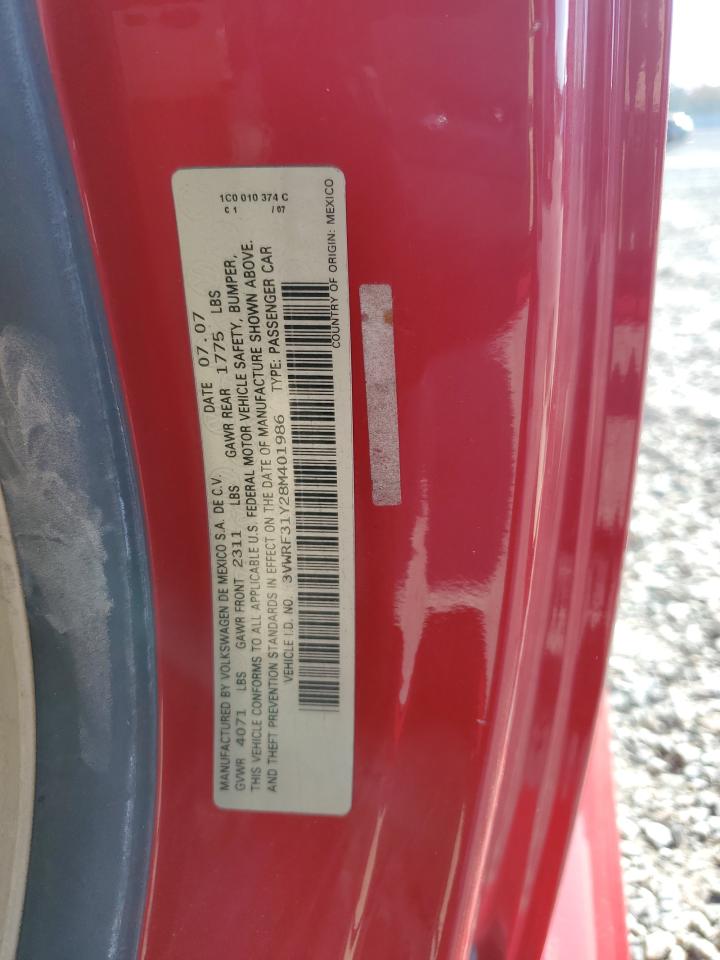 MANUFACTURED BY VOLKSWAGEN DE MEXICO S.A. DE C.V. DATE 07.07
GVWR 4071 LBS GAWR FRONT 2311 LBS GAWR REAR 1775 LBS
THIS VEHICLE CONFORMS TO ALL APPLICABLE U.S. FEDERAL MOTOR VEHICLE SAFETY, BUMPER,
AND THEFT PREVENTION STANDARDS IN EFFECT ON THE DATE OF MANUFACTURE SHOWN ABOVE.
VEHICLE I.D. NO. 3VWRF31Y28M401986 TYPE: PASSENGER CAR
COUNTRY OF ORIGIN: MEXICO
1C0 010 374 C
C 1 / 07